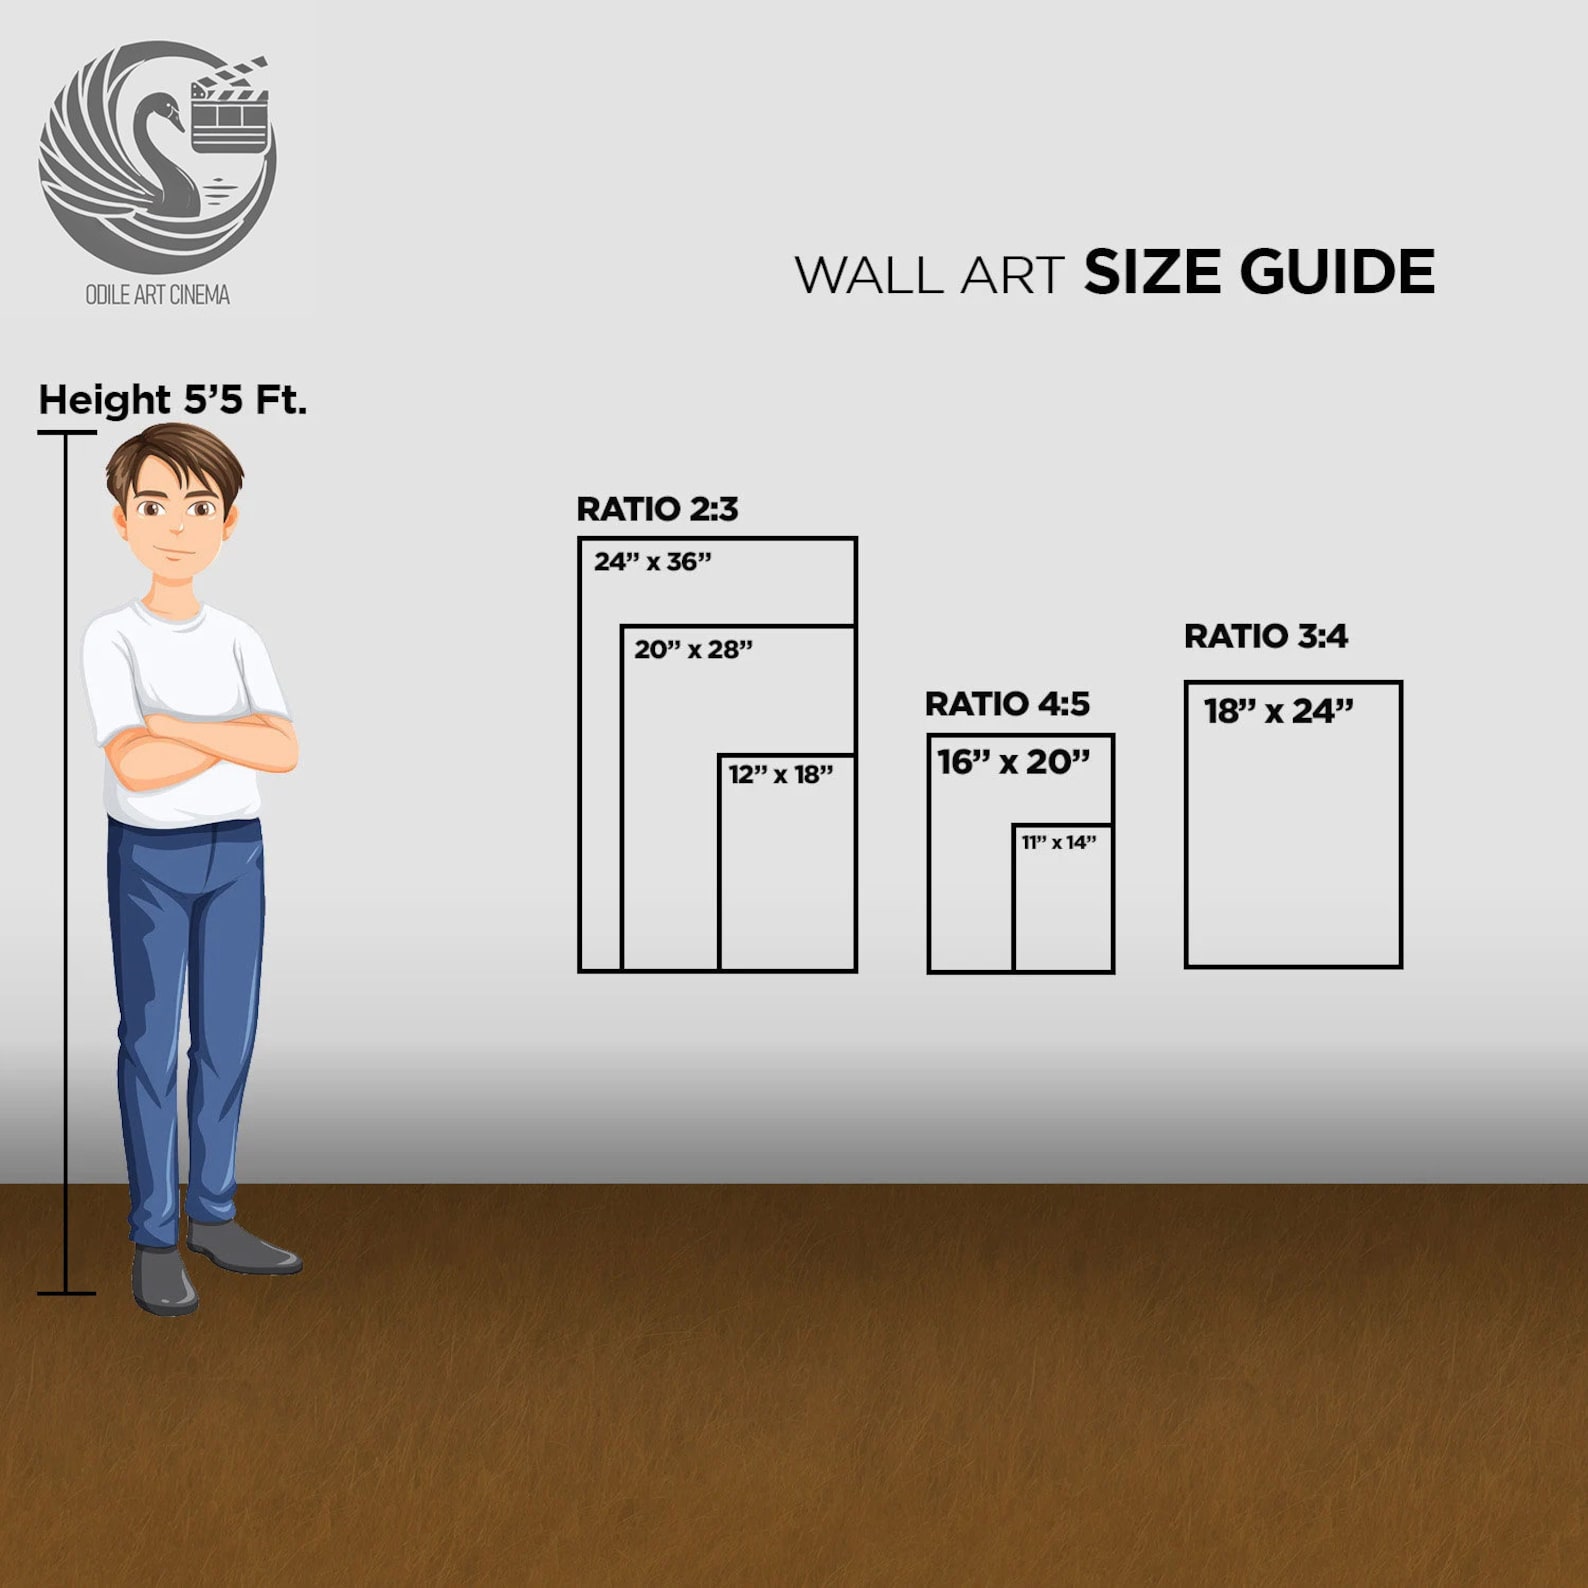 ODILE ART CINEMA
WALL ART SIZE GUIDE
Height 5’5 Ft.
RATIO 2:3
24” x 36”
20” x 28”
12” x 18”
RATIO 4:5
16” x 20”
11” x 14”
RATIO 3:4
18” x 24”